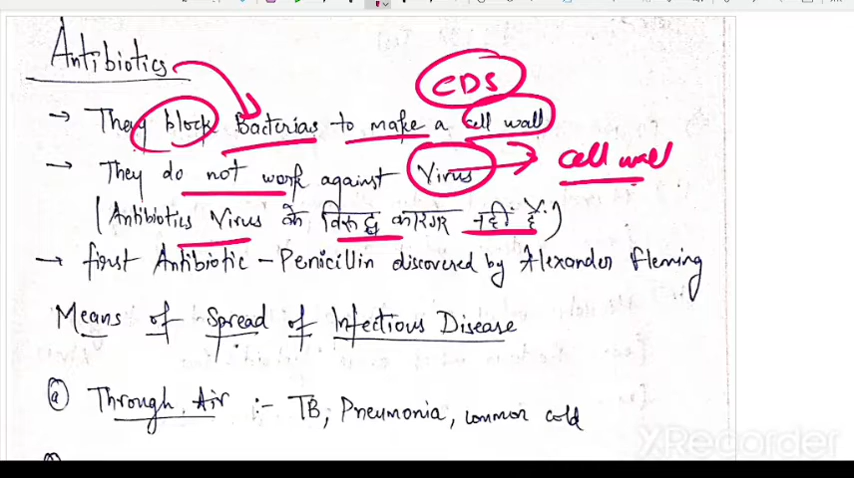 Antibiotics
CDS
→ They block Bacterias to make a cell wall
→ They do not work against Virus → cell wall
(Antibiotics Virus के विरूद्ध कारगर नहीं हैं.)
→ first Antibiotic - Penicillin discovered by Alexander Fleming
Means of Spread of Infectious Disease
(a) Through Air :- TB, Pneumonia, common cold
XRecorder